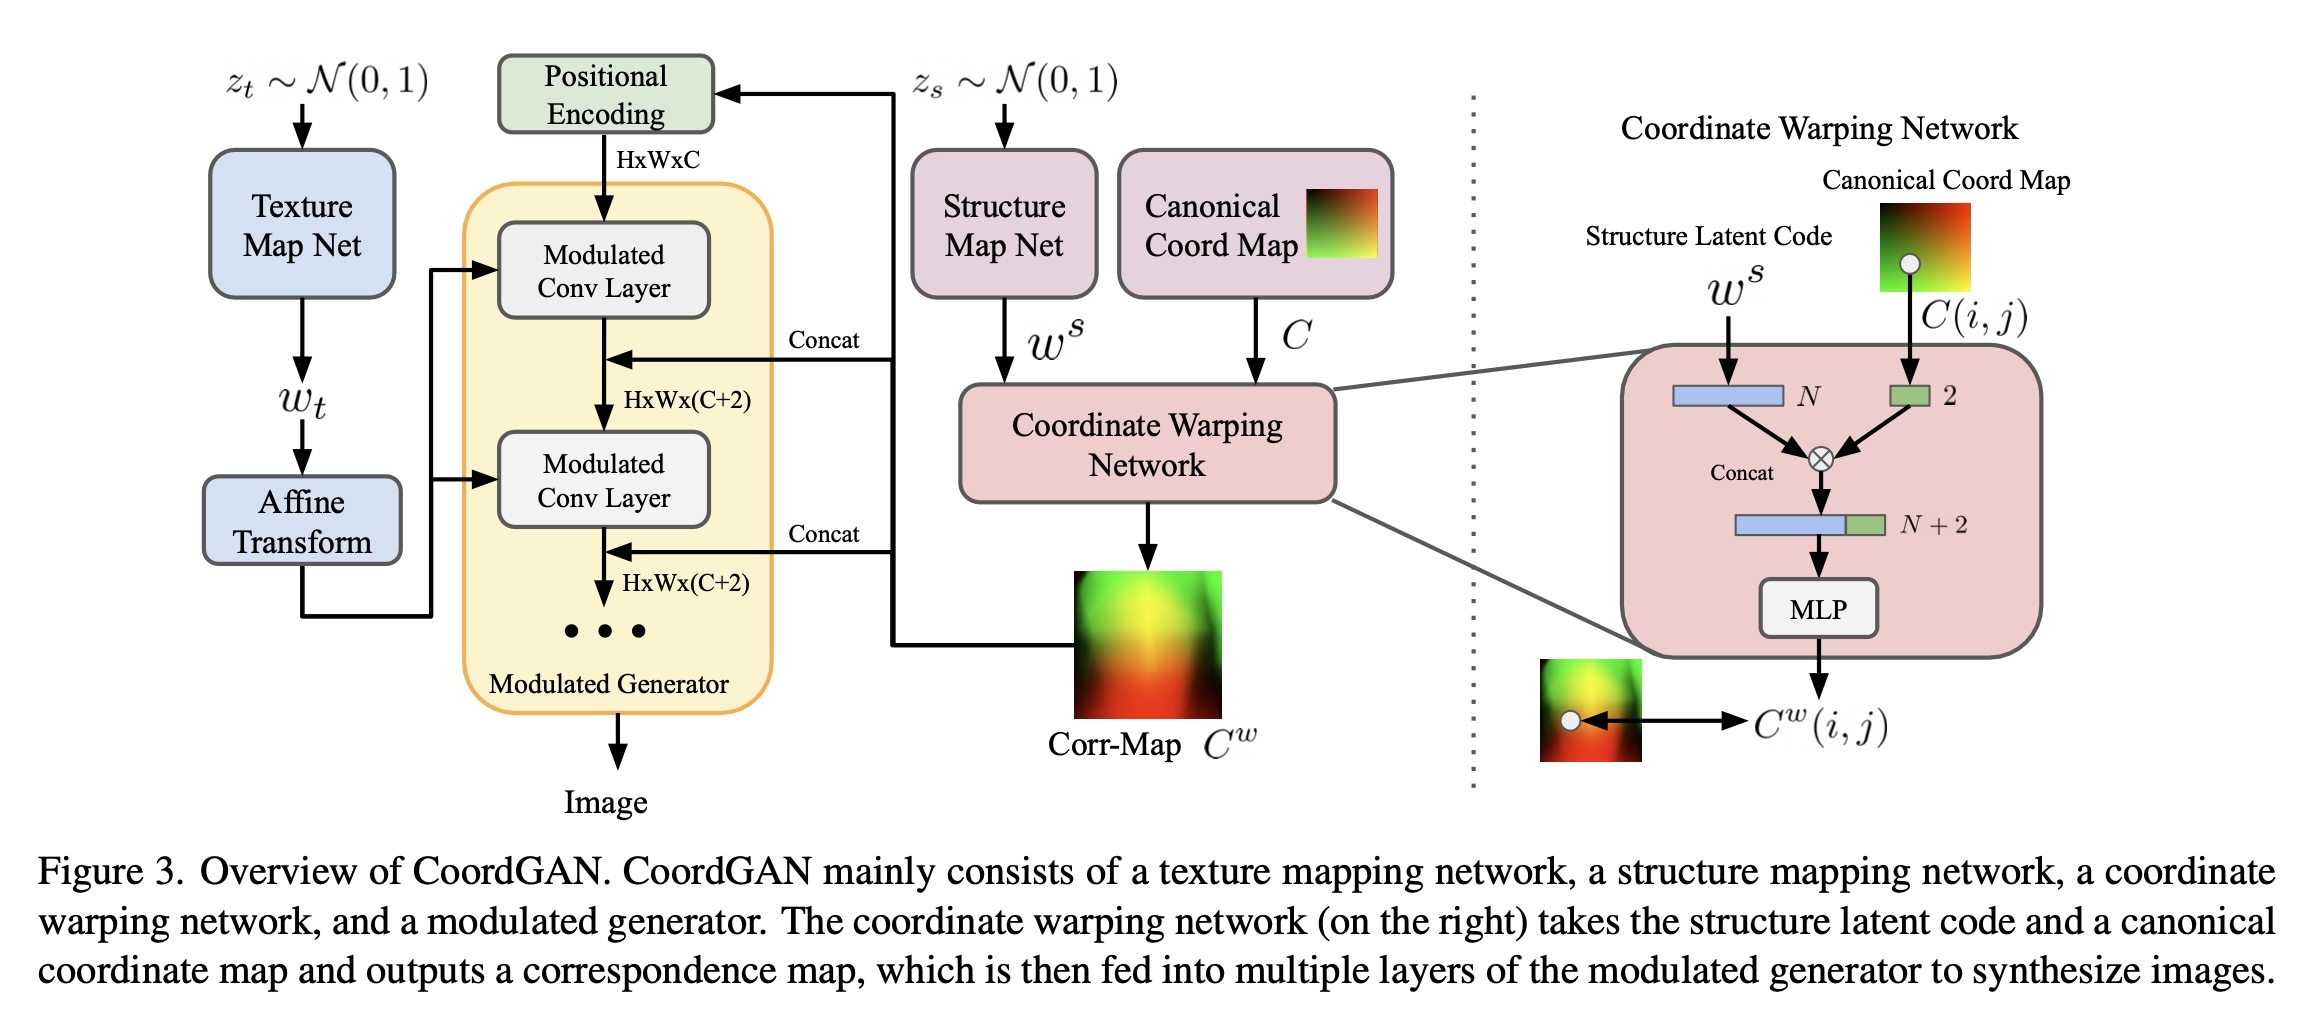 z_t ∼ 𝒩(0, 1)
Texture
Map Net
w_t
Affine
Transform
Positional
Encoding
HxWxC
Modulated
Conv Layer
Concat
HxWx(C+2)
Modulated
Conv Layer
Concat
HxWx(C+2)
• • •
Modulated Generator
Image
z_s ∼ 𝒩(0, 1)
Structure
Map Net
Canonical
Coord Map
w^s
C
Coordinate Warping
Network
Corr-Map C^w
Coordinate Warping Network
Canonical Coord Map
Structure Latent Code
w^s
C(i, j)
N
2
Concat
N + 2
MLP
C^w(i, j)
Figure 3. Overview of CoordGAN. CoordGAN mainly consists of a texture mapping network, a structure mapping network, a coordinate
warping network, and a modulated generator. The coordinate warping network (on the right) takes the structure latent code and a canonical
coordinate map and outputs a correspondence map, which is then fed into multiple layers of the modulated generator to synthesize images.